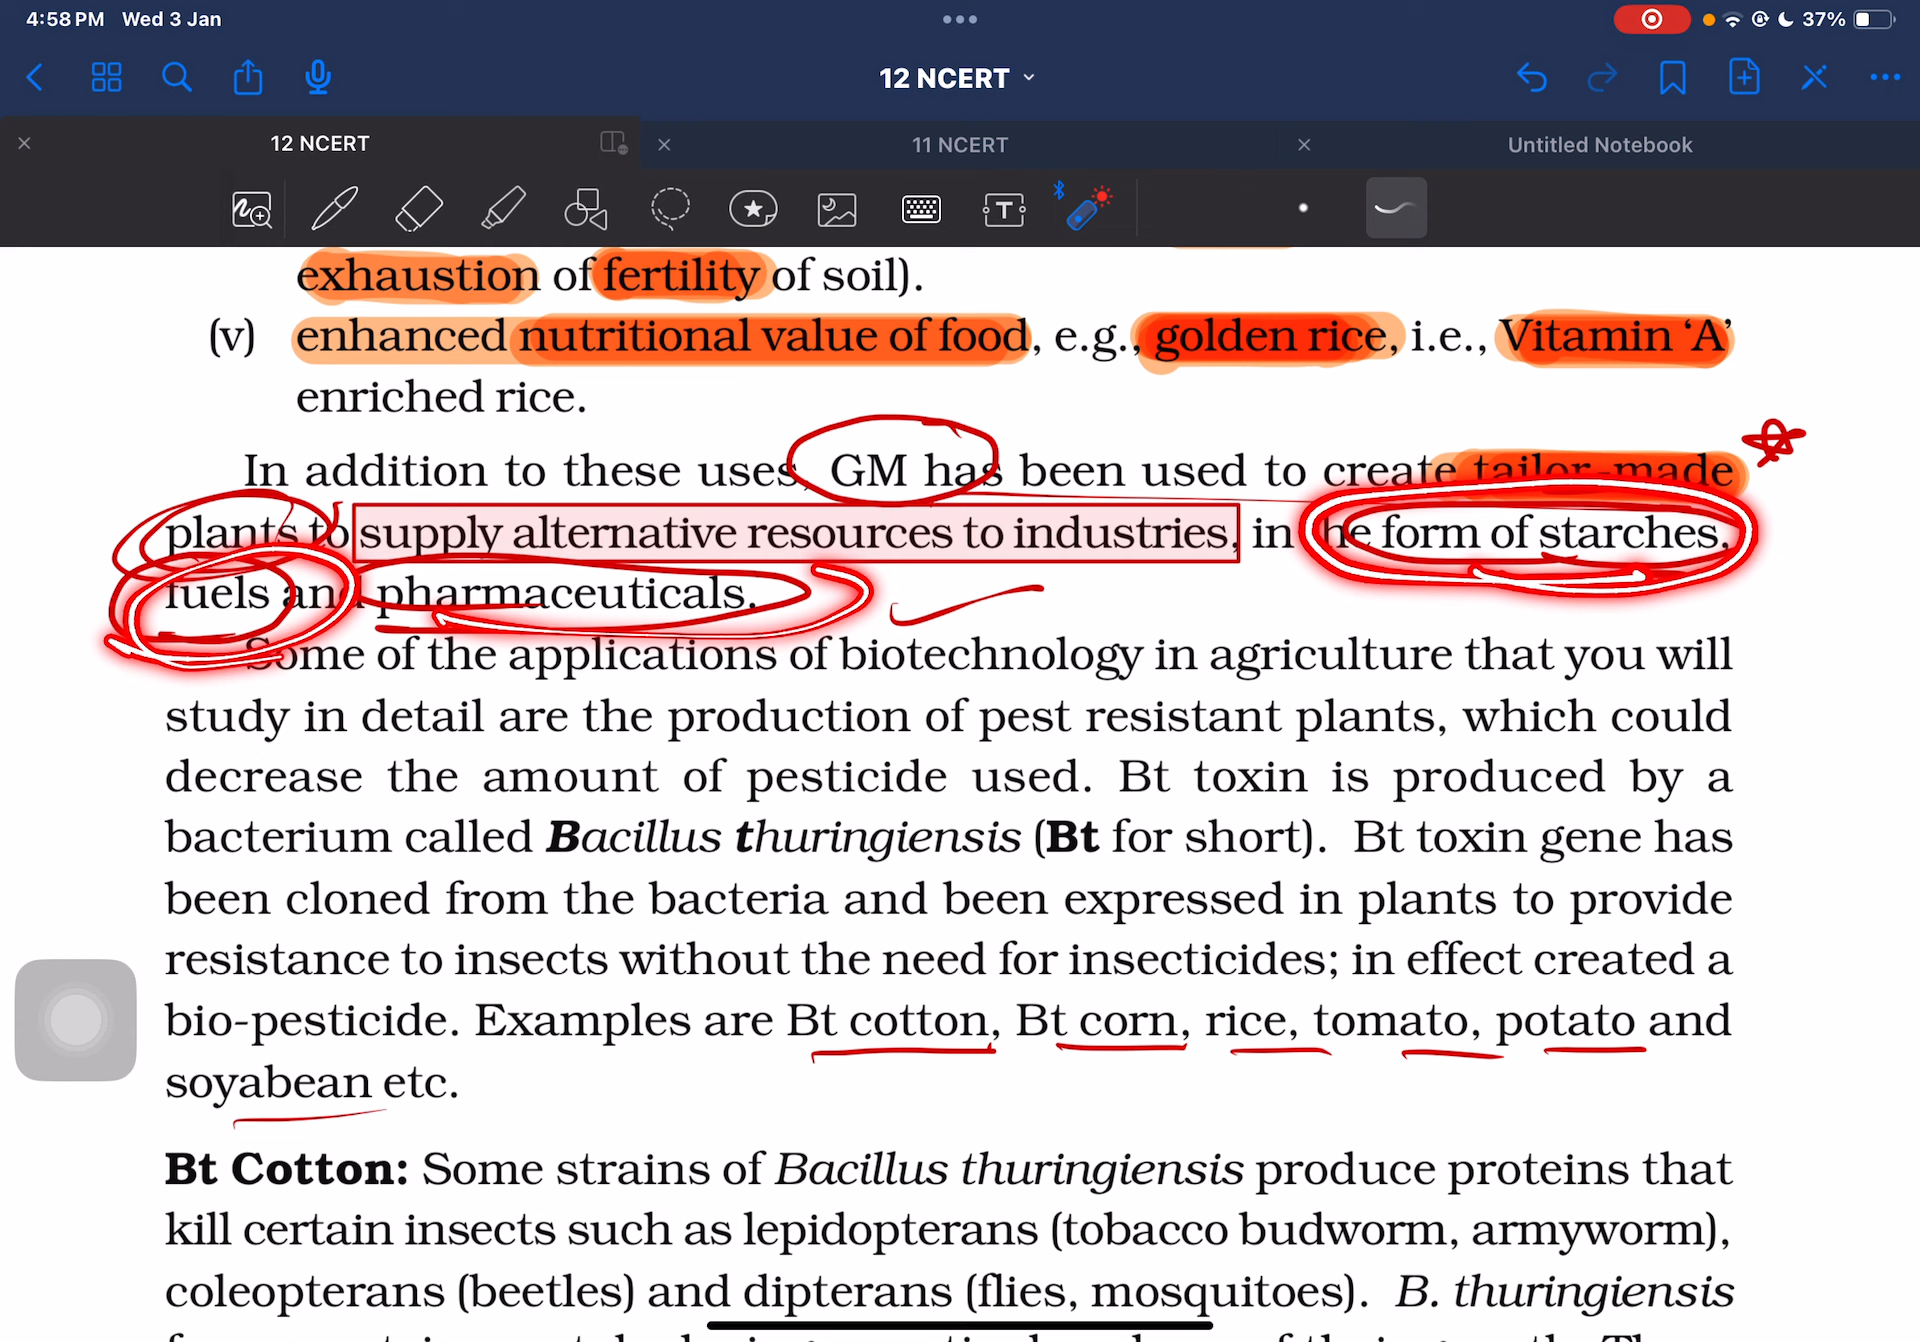 4:58 PM Wed 3 Jan
37%
12 NCERT
12 NCERT
11 NCERT
Untitled Notebook
exhaustion of fertility of soil).
(v) enhanced nutritional value of food, e.g., golden rice, i.e., Vitamin ‘A’
enriched rice.
In addition to these uses, GM has been used to create tailor-made
plants to supply alternative resources to industries, in the form of starches,
fuels and pharmaceuticals.
Some of the applications of biotechnology in agriculture that you will
study in detail are the production of pest resistant plants, which could
decrease the amount of pesticide used. Bt toxin is produced by a
bacterium called Bacillus thuringiensis (Bt for short). Bt toxin gene has
been cloned from the bacteria and been expressed in plants to provide
resistance to insects without the need for insecticides; in effect created a
bio-pesticide. Examples are Bt cotton, Bt corn, rice, tomato, potato and
soyabean etc.
Bt Cotton: Some strains of Bacillus thuringiensis produce proteins that
kill certain insects such as lepidopterans (tobacco budworm, armyworm),
coleopterans (beetles) and dipterans (flies, mosquitoes). B. thuringiensis